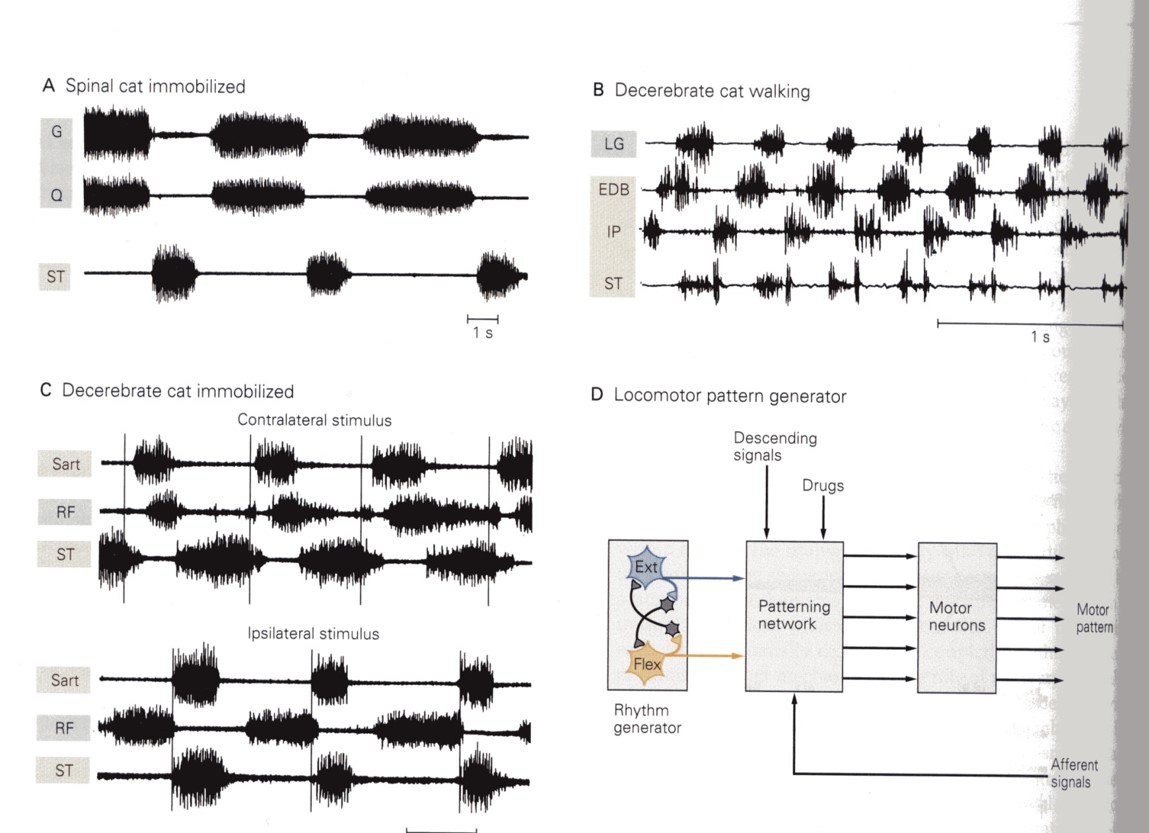 A Spinal cat immobilized
G
Q
ST
1 s
B Decerebrate cat walking
LG
EDB
IP
ST
1 s
C Decerebrate cat immobilized
Contralateral stimulus
Sart
RF
ST
Ipsilateral stimulus
Sart
RF
ST
D Locomotor pattern generator
Descending
signals
Drugs
Ext
Flex
Rhythm
generator
Patterning
network
Motor
neurons
Motor
pattern
Afferent
signals